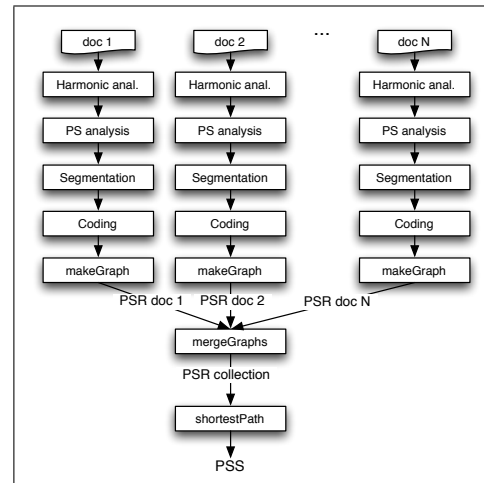 doc 1 doc 2 ... doc N
Harmonic anal. Harmonic anal. Harmonic anal.
PS analysis PS analysis PS analysis
Segmentation Segmentation Segmentation
Coding Coding Coding
makeGraph makeGraph makeGraph
PSR doc 1 PSR doc 2 PSR doc N
mergeGraphs
PSR collection
shortestPath
PSS